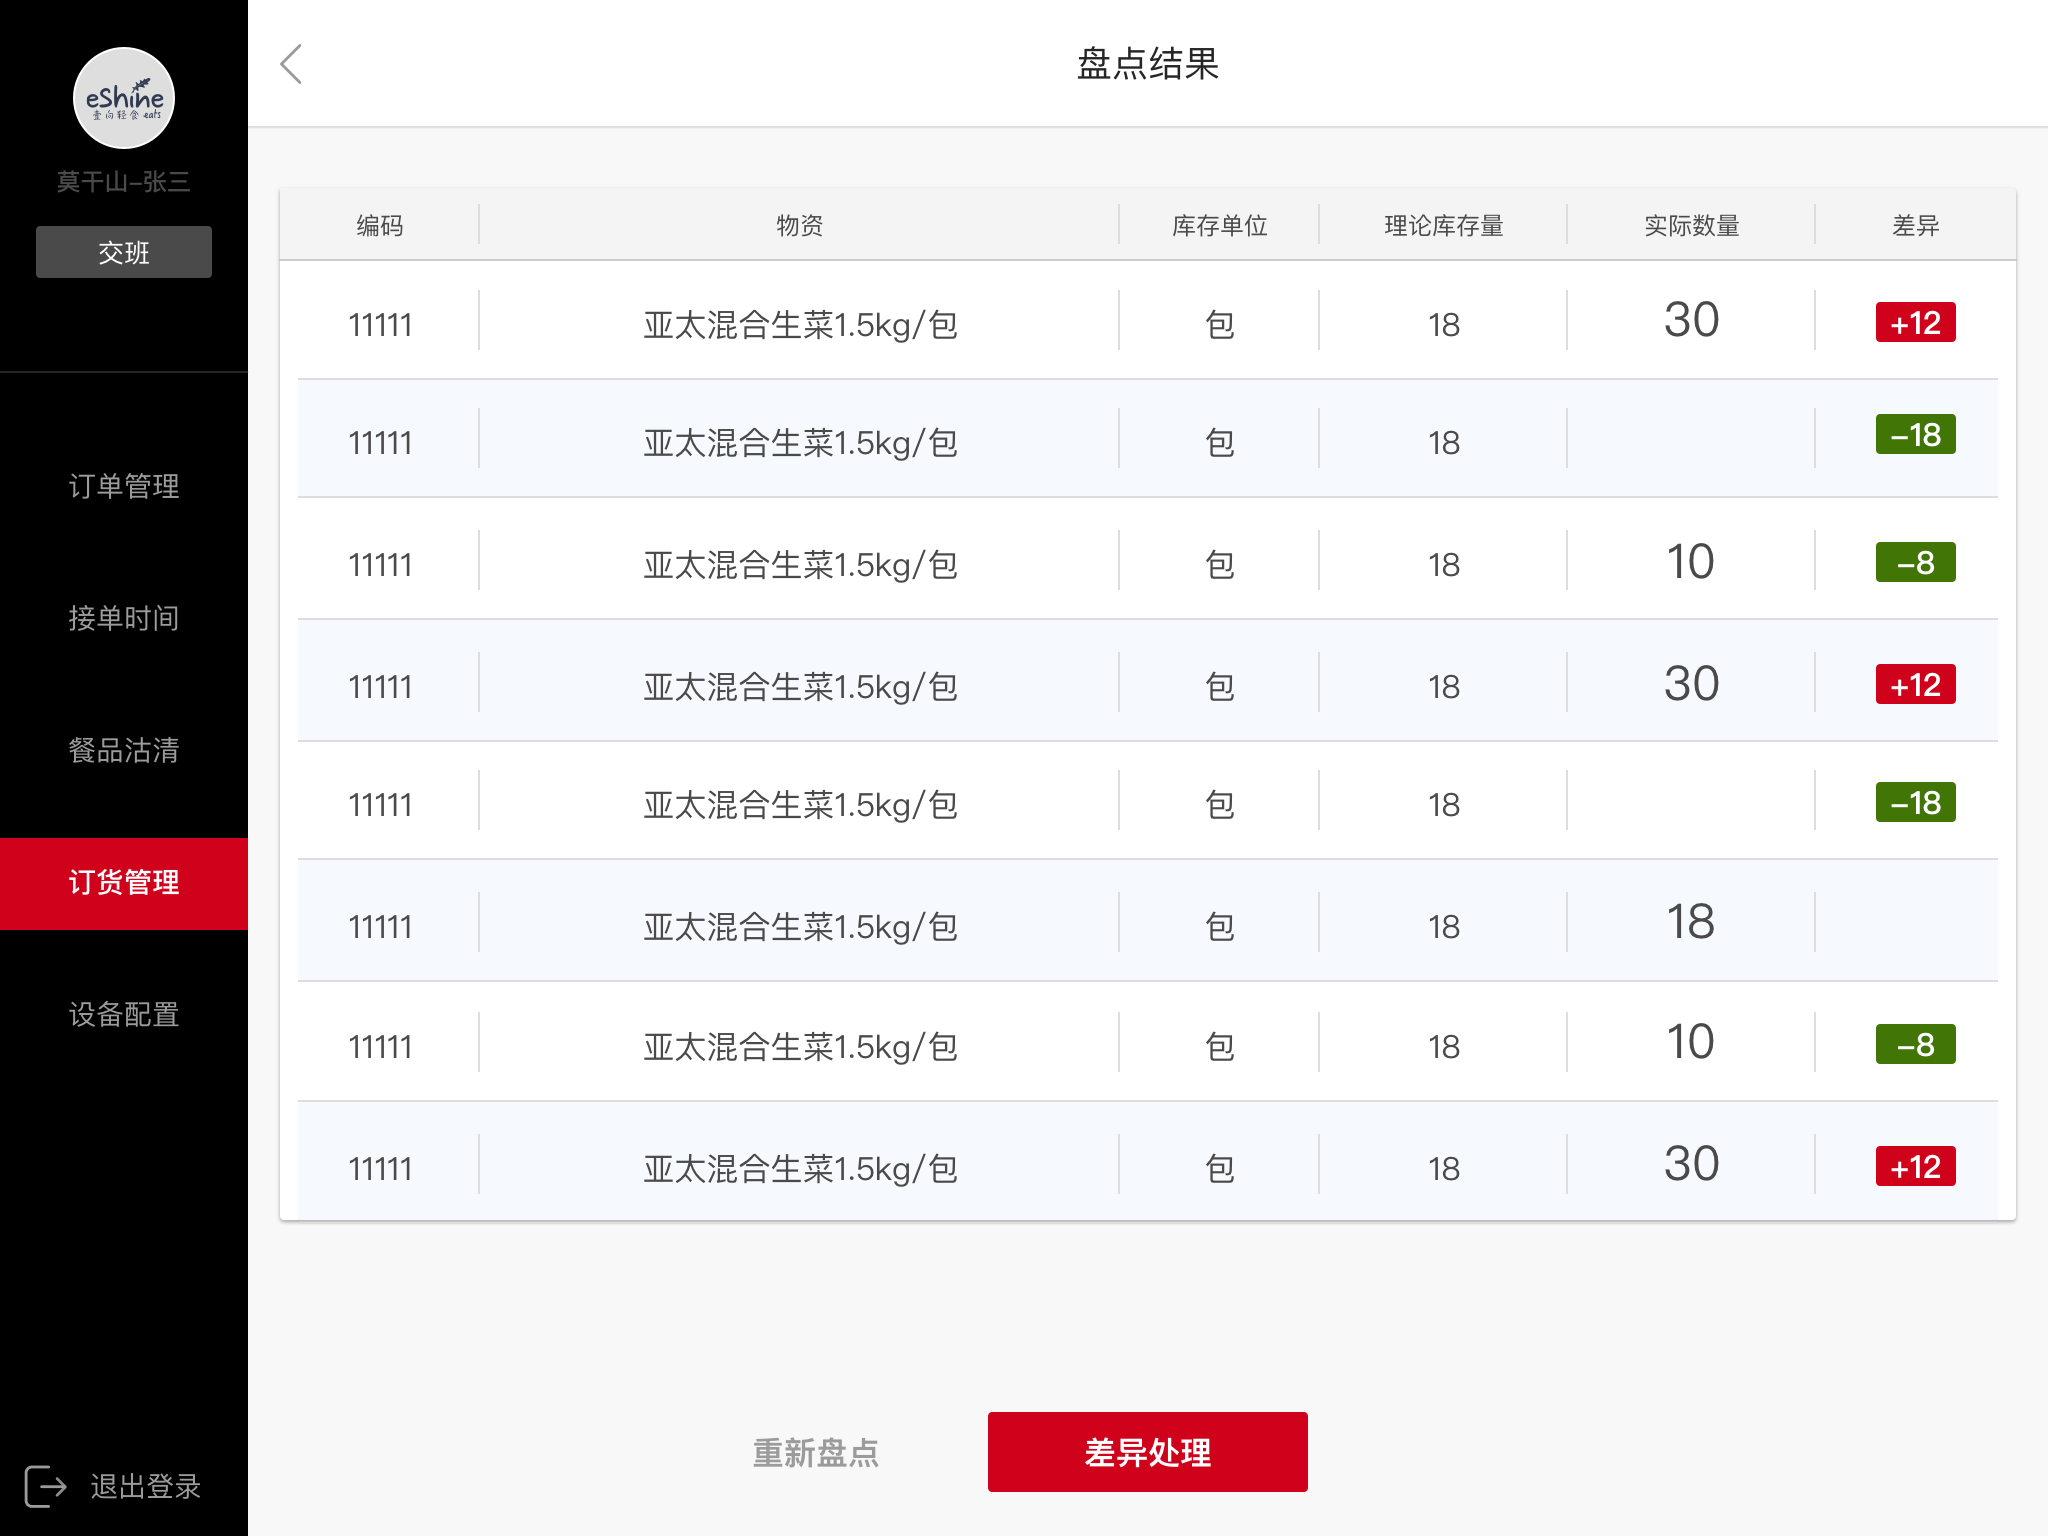 eShine
壹向轻食 eats
莫干山-张三
交班
订单管理
接单时间
餐品沽清
订货管理
设备配置
退出登录
盘点结果
编码 物资 库存单位 理论库存量 实际数量 差异
11111 亚太混合生菜1.5kg/包 包 18 30 +12
11111 亚太混合生菜1.5kg/包 包 18 -18
11111 亚太混合生菜1.5kg/包 包 18 10 -8
11111 亚太混合生菜1.5kg/包 包 18 30 +12
11111 亚太混合生菜1.5kg/包 包 18 -18
11111 亚太混合生菜1.5kg/包 包 18 18
11111 亚太混合生菜1.5kg/包 包 18 10 -8
11111 亚太混合生菜1.5kg/包 包 18 30 +12
重新盘点 差异处理